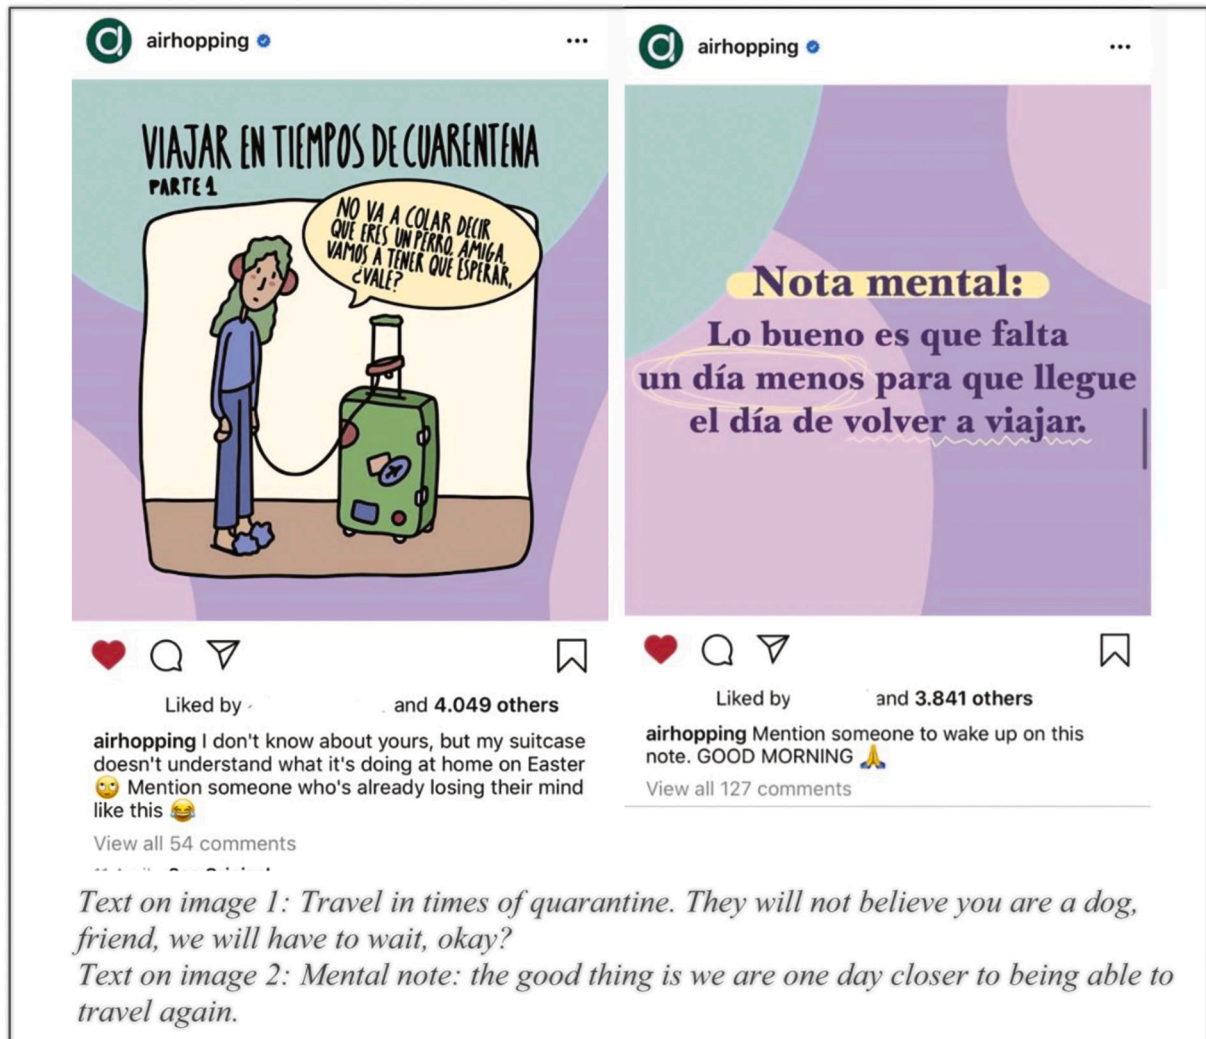 airhopping
VIAJAR EN TIEMPOS DE CUARENTENA
PARTE 1
NO VA A COLAR DECIR
QUE ERES UN PERRO, AMIGA,
VAMOS A TENER QUE ESPERAR,
¿VALE?
Liked by and 4.049 others
airhopping I don't know about yours, but my suitcase
doesn't understand what it's doing at home on Easter
🙄 Mention someone who's already losing their mind
like this 😂
View all 54 comments
airhopping
Nota mental:
Lo bueno es que falta
un día menos para que llegue
el día de volver a viajar.
Liked by and 3.841 others
airhopping Mention someone to wake up on this
note. GOOD MORNING 🙏
View all 127 comments
Text on image 1: Travel in times of quarantine. They will not believe you are a dog,
friend, we will have to wait, okay?
Text on image 2: Mental note: the good thing is we are one day closer to being able to
travel again.